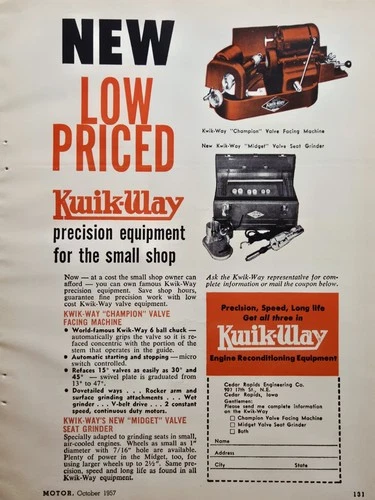 NEW
LOW
PRICED
Kwik-Way
precision equipment
for the small shop
Kwik-Way "Champion" Valve Facing Machine
New Kwik-Way "Midget" Valve Seat Grinder
Now — at a cost the small shop owner can
afford — you can own famous Kwik-Way
precision equipment. Save shop hours,
guarantee fine precision work with low
cost Kwik-Way valve equipment.
KWIK-WAY "CHAMPION" VALVE
FACING MACHINE
● World-famous Kwik-Way 6 ball chuck —
automatically grips the valve so it is re-
faced concentric with the portion of the
stem that operates in the guide.
● Automatic starting and stopping — micro
switch controlled.
● Refaces 15° valves as easily as 30° and
45° — swivel plate is graduated from
13° to 47°.
● Dovetailed ways . . . Rocker arm and
surface grinding attachments . . . Wet
grinder . . . V-belt drive . . . 2 constant
speed, continuous duty motors.
KWIK-WAY'S NEW "MIDGET" VALVE
SEAT GRINDER
Specially adapted to grinding seats in small,
air-cooled engines. Wheels as small as 1"
diameter with 7/16" hole are available.
Plenty of power in the Midget, too, for
using larger wheels up to 2½". Same pre-
cision, speed and long life as found in all
Kwik-Way Equipment.
Ask the Kwik-Way representative for com-
plete information or mail the coupon below.
Precision, Speed, Long life
Get all three in
Kwik-Way
Engine Reconditioning Equipment
Cedar Rapids Engineering Co.
901 17th St., N.E.
Cedar Rapids, Iowa
Gentlemen:
Please send me complete information
on the Kwik-Way
Champion Valve Facing Machine
Midget Valve Seat Grinder
Both
Name
Address
City State
MOTOR, October 1957
131